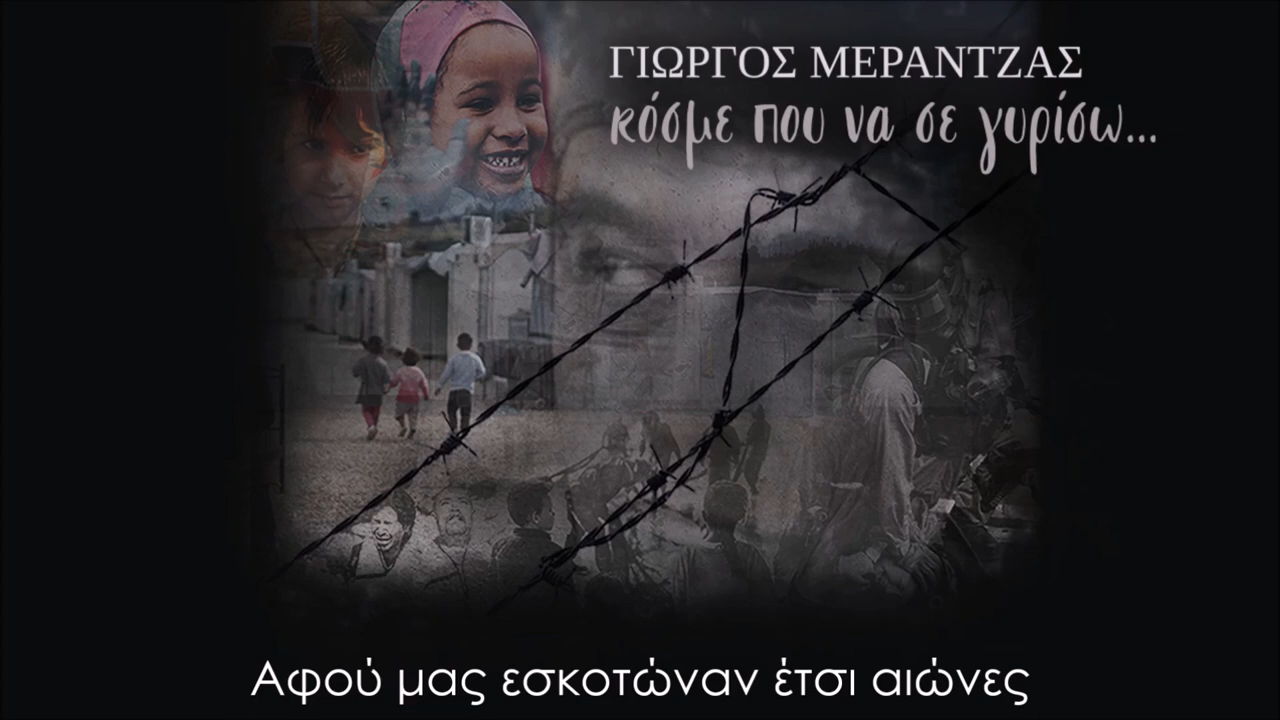 ΓΙΩΡΓΟΣ ΜΕΡΑΝΤΖΑΣ
κόσμε που να σε γυρίσω...
Αφού μας εσκοτώναν έτσι αιώνες